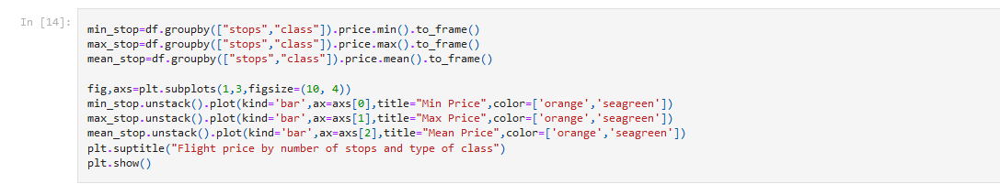 In [14]:
min_stop=df.groupby(["stops","class"]).price.min().to_frame()
max_stop=df.groupby(["stops","class"]).price.max().to_frame()
mean_stop=df.groupby(["stops","class"]).price.mean().to_frame()
fig,axs=plt.subplots(1,3,figsize=(10, 4))
min_stop.unstack().plot(kind='bar',ax=axs[0],title="Min Price",color=['orange','seagreen'])
max_stop.unstack().plot(kind='bar',ax=axs[1],title="Max Price",color=['orange','seagreen'])
mean_stop.unstack().plot(kind='bar',ax=axs[2],title="Mean Price",color=['orange','seagreen'])
plt.suptitle("Flight price by number of stops and type of class")
plt.show()